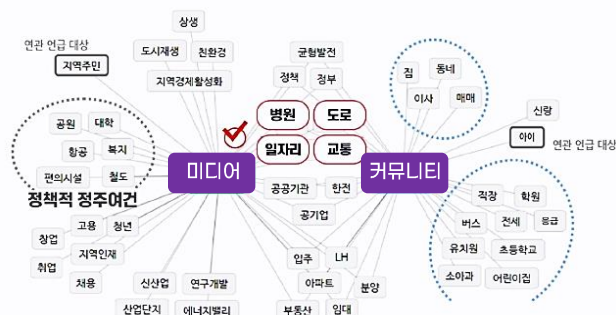 상생
연관 언급 대상
도시재생
친환경
균형발전
지역주민
지역경제활성화
정책
정부
집
동네
이사
매매
신랑
아이
연관 언급 대상
병원
도로
일자리
교통
공원
대학
항공
복지
편의시설
철도
정책적 정주여건
미디어
커뮤니티
공공기관
한전
공기업
직장
학원
버스
전세
응급
유치원
초등학교
소아과
어린이집
고용
청년
창업
지역인재
취업
채용
신산업
연구개발
산업단지
에너지밸리
입주
LH
아파트
분양
부동산
임대